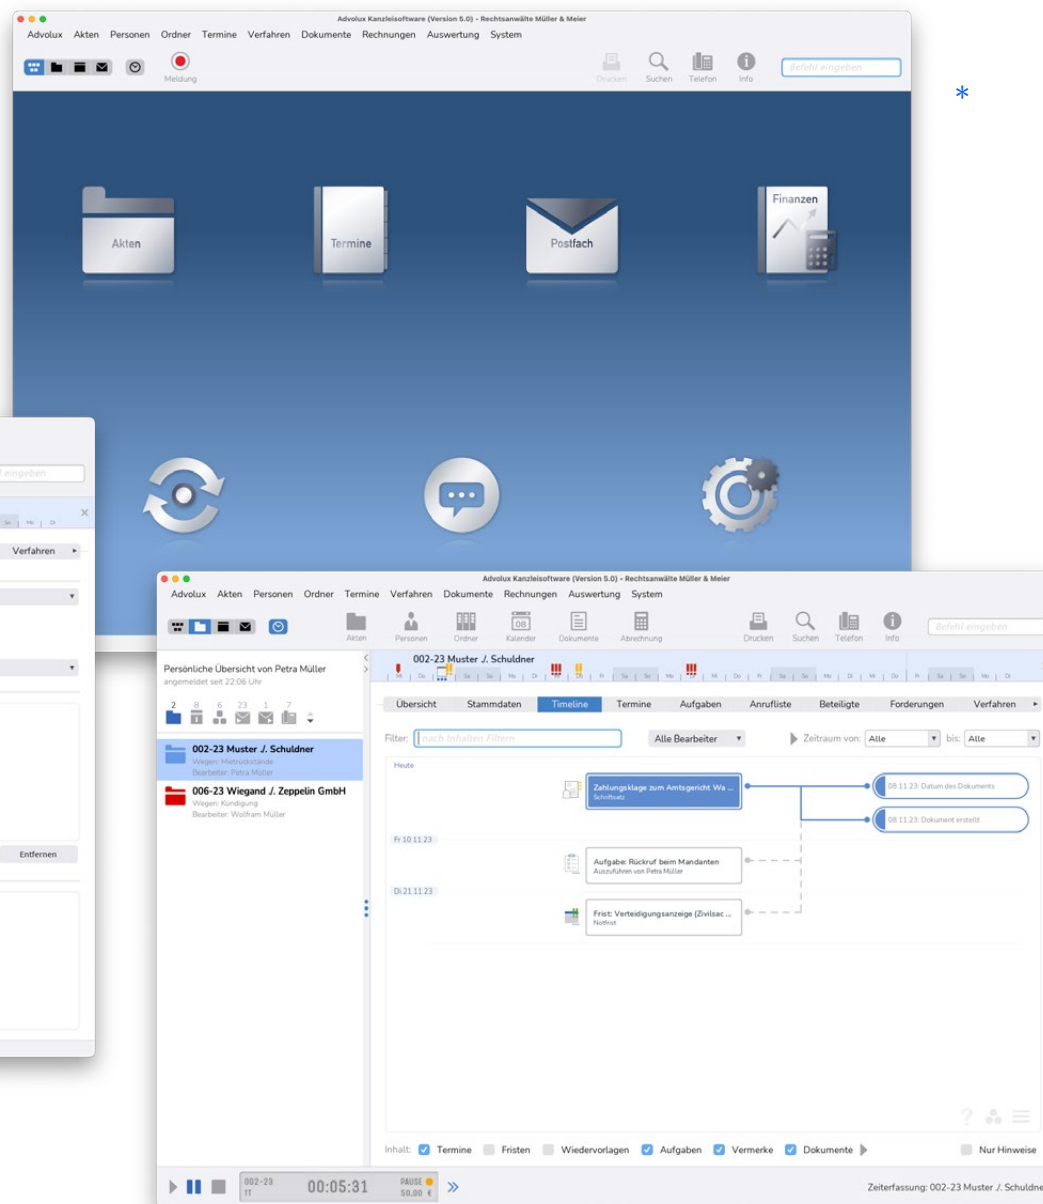 Advolux Kanzleisoftware (Version 5.0) - Rechtsanwälte Müller & Meier
Advolux Akten Personen Ordner Termine Verfahren Dokumente Rechnungen Auswertung System
Meldung Drucken Suchen Telefon Info Befehl eingeben
*
Akten Termine Postfach Finanzen
eingeben
Sa Mo Di
Verfahren
Entfernen
Advolux Kanzleisoftware (Version 5.0) - Rechtsanwälte Müller & Meier
Advolux Akten Personen Ordner Termine Verfahren Dokumente Rechnungen Auswertung System
Akten Personen Ordner 08 Kalender Dokumente Abrechnung Drucken Suchen Telefon Info Befehl eingeben
Persönliche Übersicht von Petra Müller
angemeldet seit 22:06 Uhr
2 8 6 23 1 7
002-23 Muster ./. Schuldner
Wegen: Mietrückstände
Bearbeiter: Petra Müller
006-23 Wiegand ./. Zeppelin GmbH
Wegen: Kündigung
Bearbeiter: Wolfram Müller
002-23 Muster ./. Schuldner
Übersicht Stammdaten Timeline Termine Aufgaben Anrufliste Beteiligte Forderungen Verfahren
Filter: nach Inhalten Filtern Alle Bearbeiter Zeitraum von: Alle bis: Alle
Heute
Zahlungsklage zum Amtsgericht Wa ...
Schriftsatz
08.11.23: Datum des Dokuments
08.11.23: Dokument erstellt
Fr 10.11.23
Aufgabe: Rückruf beim Mandanten
Auszuführen von Petra Müller
Di 21.11.23
Frist: Verteidigungsanzeige (Zivilsac ...
Notfrist
Inhalt: Termine Fristen Wiedervorlagen Aufgaben Vermerke Dokumente Nur Hinweise
002-23
TT
00:05:31
PAUSE
50,00 €
Zeiterfassung: 002-23 Muster ./. Schuldne